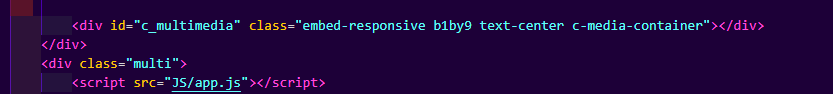 <div id="c_multimedia" class="embed-responsive b1by9 text-center c-media-container"></div>
</div>
<div class="multi">
<script src="JS/app.js"></script>